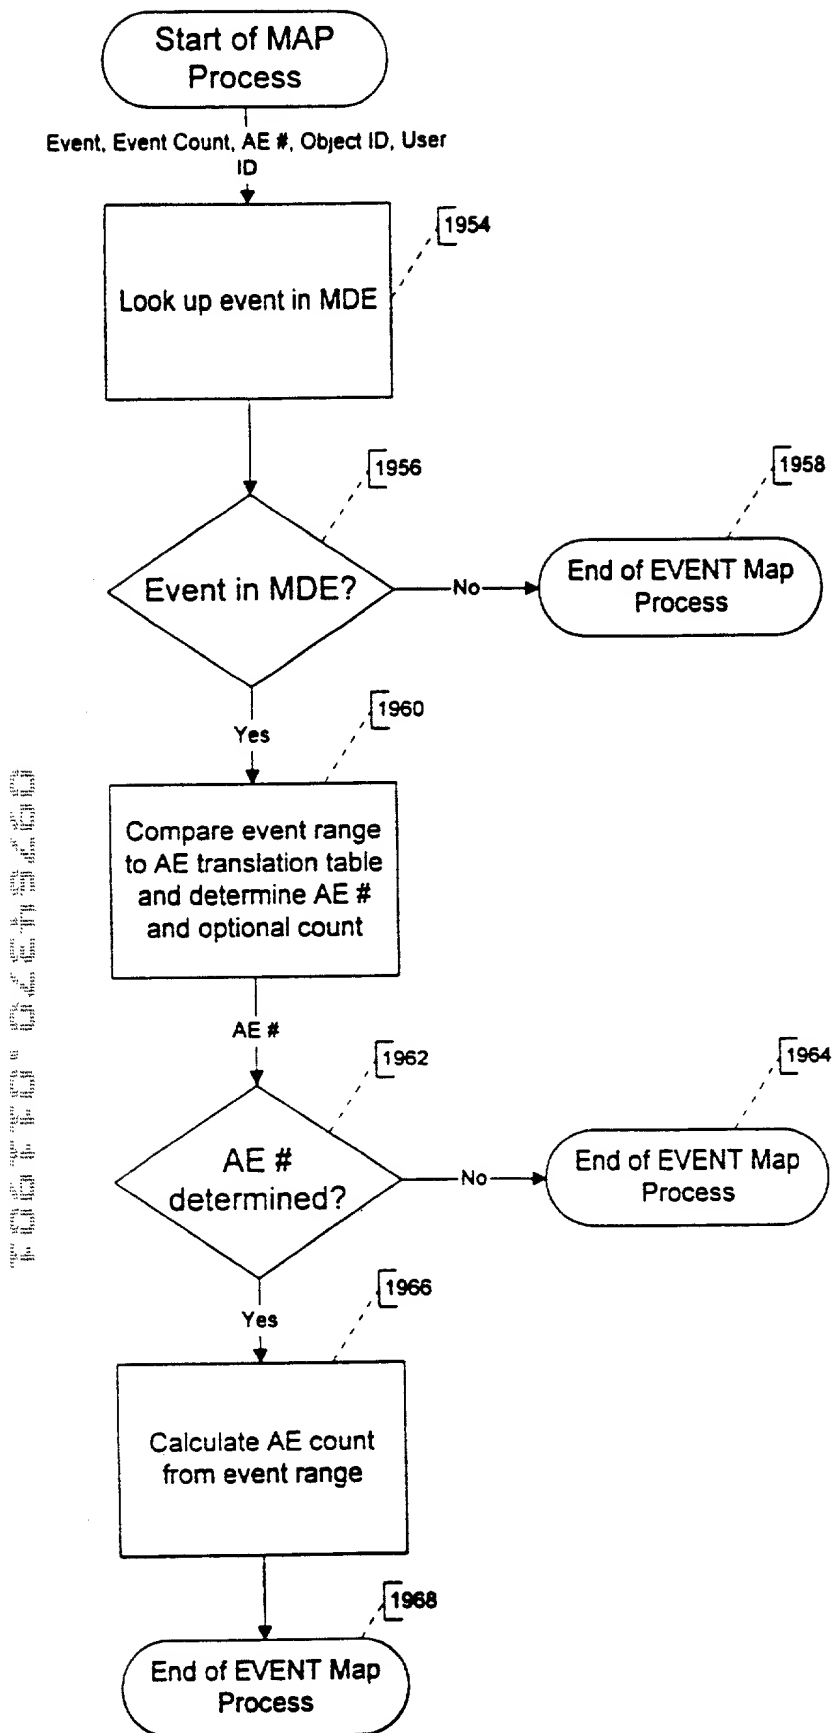 Start of MAP
Process
Event, Event Count, AE #, Object ID, User
ID
1954
Look up event in MDE
1956
1958
Event in MDE?
No
End of EVENT Map
Process
Yes
1960
Compare event range
to AE translation table
and determine AE #
and optional count
AE #
1962
1964
AE #
determined?
No
End of EVENT Map
Process
Yes
1966
Calculate AE count
from event range
1968
End of EVENT Map
Process